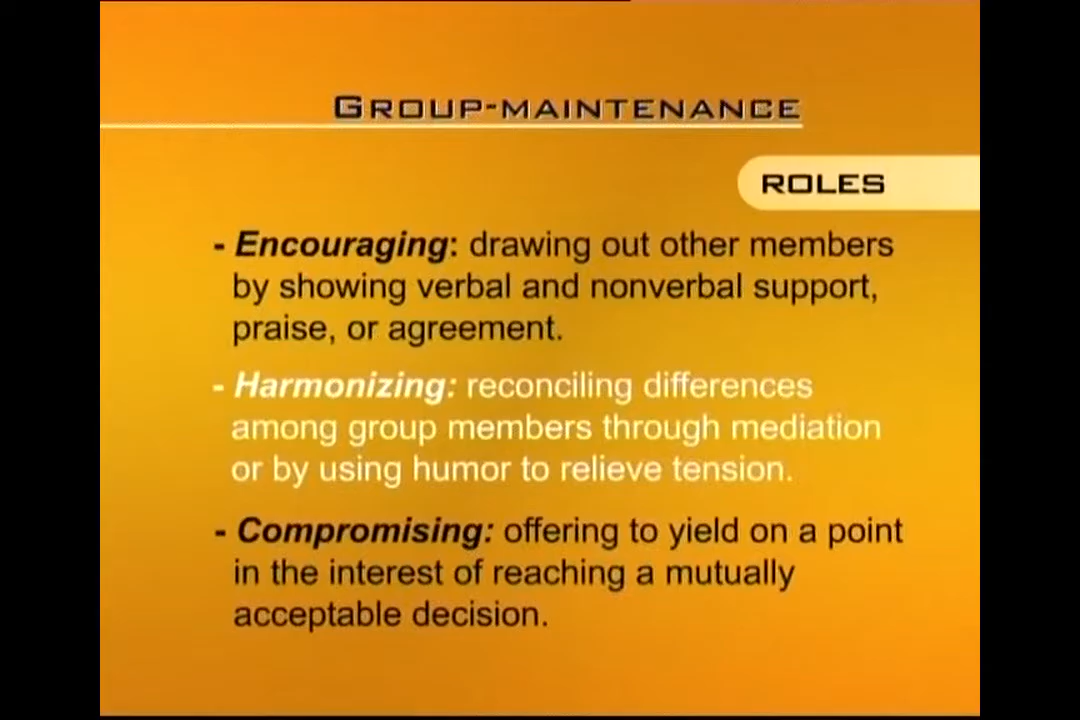 GROUP-MAINTENANCE
ROLES
- Encouraging: drawing out other members
by showing verbal and nonverbal support,
praise, or agreement.
- Harmonizing: reconciling differences
among group members through mediation
or by using humor to relieve tension.
- Compromising: offering to yield on a point
in the interest of reaching a mutually
acceptable decision.